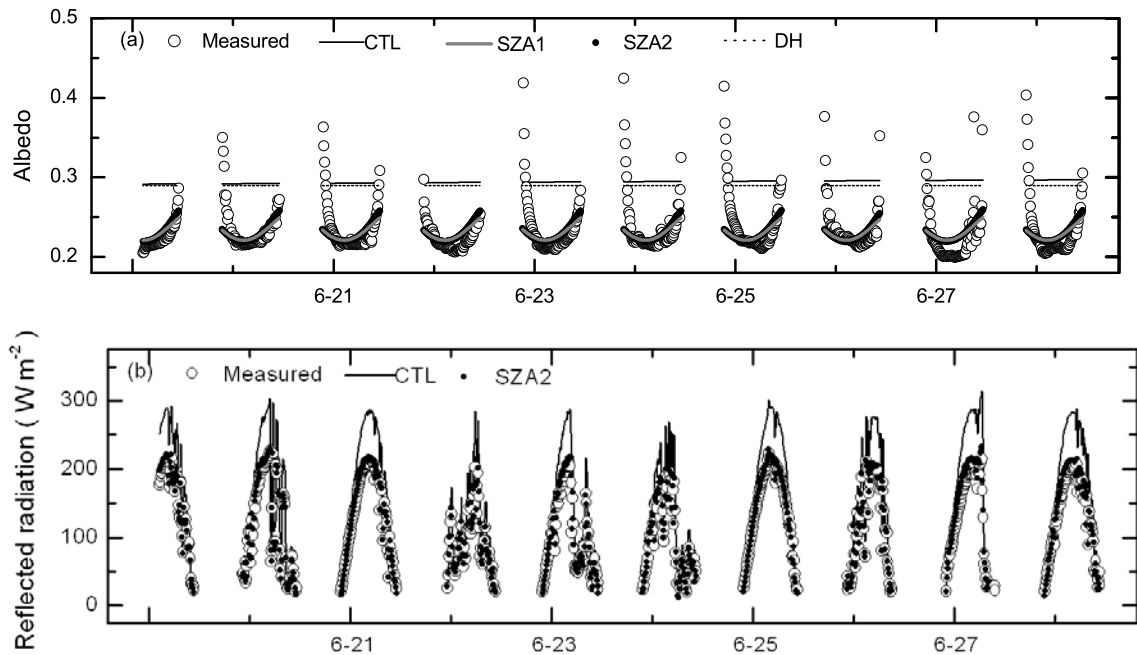 0.5
(a) Measured CTL SZA1 SZA2 DH
0.4
0.3
0.2
Albedo
6-21 6-23 6-25 6-27
(b) Measured CTL SZA2
300
200
100
0
Reflected radiation ( W m-2 )
6-21 6-23 6-25 6-27